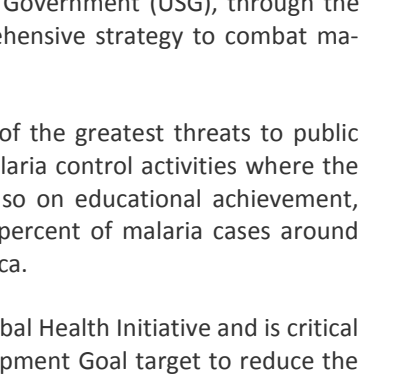 Government (USG), through the
ehensive strategy to combat ma-
of the greatest threats to public
laria control activities where the
so on educational achievement,
percent of malaria cases around
ca.
bal Health Initiative and is critical
pment Goal target to reduce the